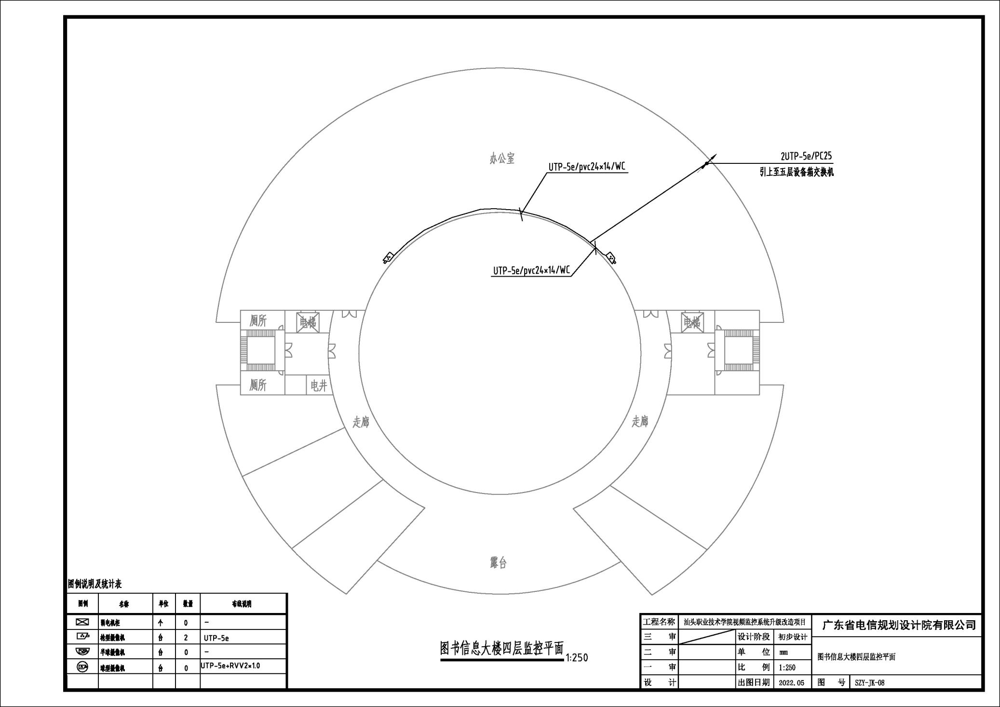 办公室
UTP-5e/pvc24×14/WC
2UTP-5e/PC25
引上至五层设备箱交换机
UTP-5e/pvc24×14/WC
厕所
电梯
电梯
厕所
电井
走廊
走廊
露台
图例说明及统计表
图例 名称 单位 数量 布线说明
弱电机柜 个 0 -
枪型摄像机 台 2 UTP-5e
半球摄像机 台 0 -
球型摄像机 台 0 UTP-5e+RVV2×1.0
图书信息大楼四层监控平面 1:250
工程名称 汕头职业技术学院视频监控系统升级改造项目 广东省电信规划设计院有限公司
三 审 设计阶段 初步设计
二 审 单 位 mm 图书信息大楼四层监控平面
一 审 比 例 1:250
设 计 出图日期 2022.05 图 号 SZY-JK-08